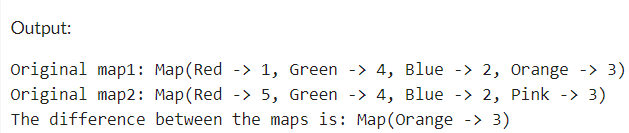 Output:
Original map1: Map(Red -> 1, Green -> 4, Blue -> 2, Orange -> 3)
Original map2: Map(Red -> 5, Green -> 4, Blue -> 2, Pink -> 3)
The difference between the maps is: Map(Orange -> 3)